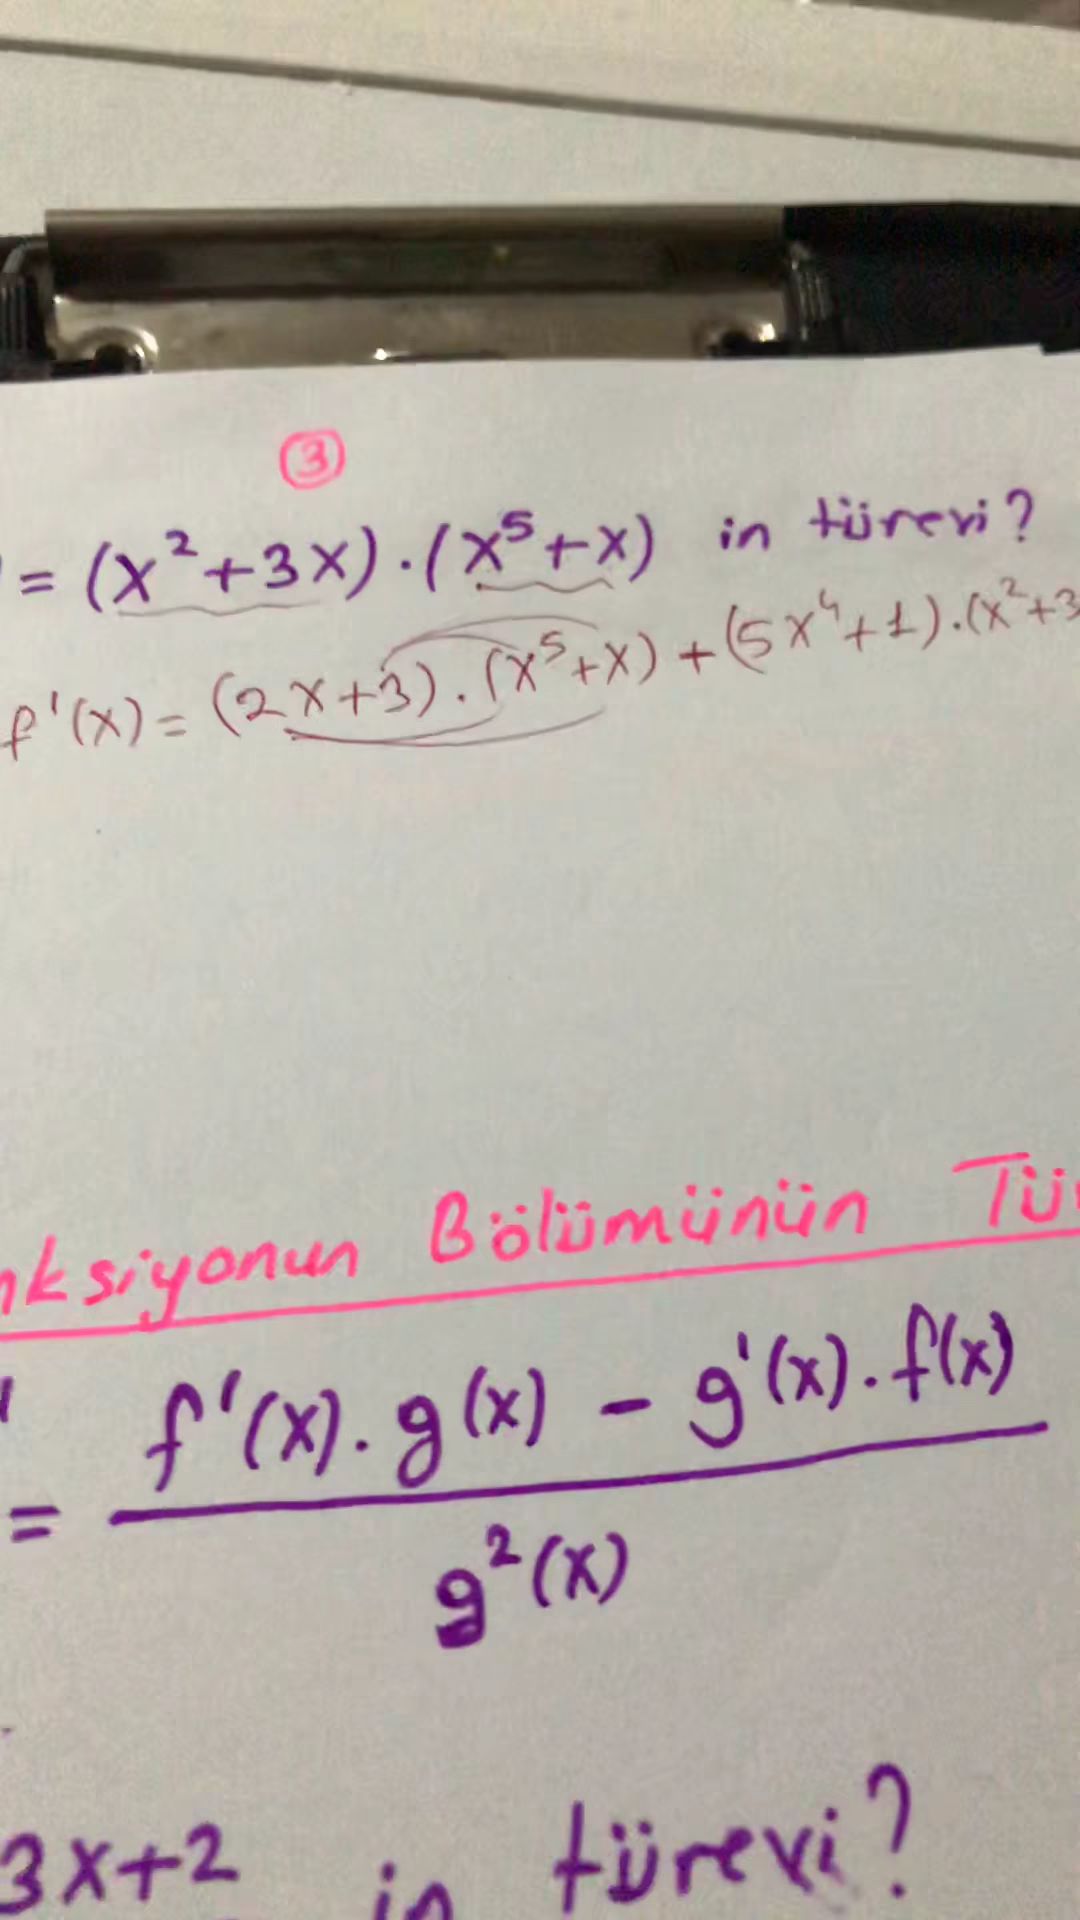 3
= (x²+3x).(x⁵+x) in türevi?
f'(x) = (2x+3).(x⁵+x)+(5x⁴+1).(x²+3
nksiyonun Bölümünün Tü
= f'(x).g(x) - g'(x).f(x)
g²(x)
3x+2 in türevi?